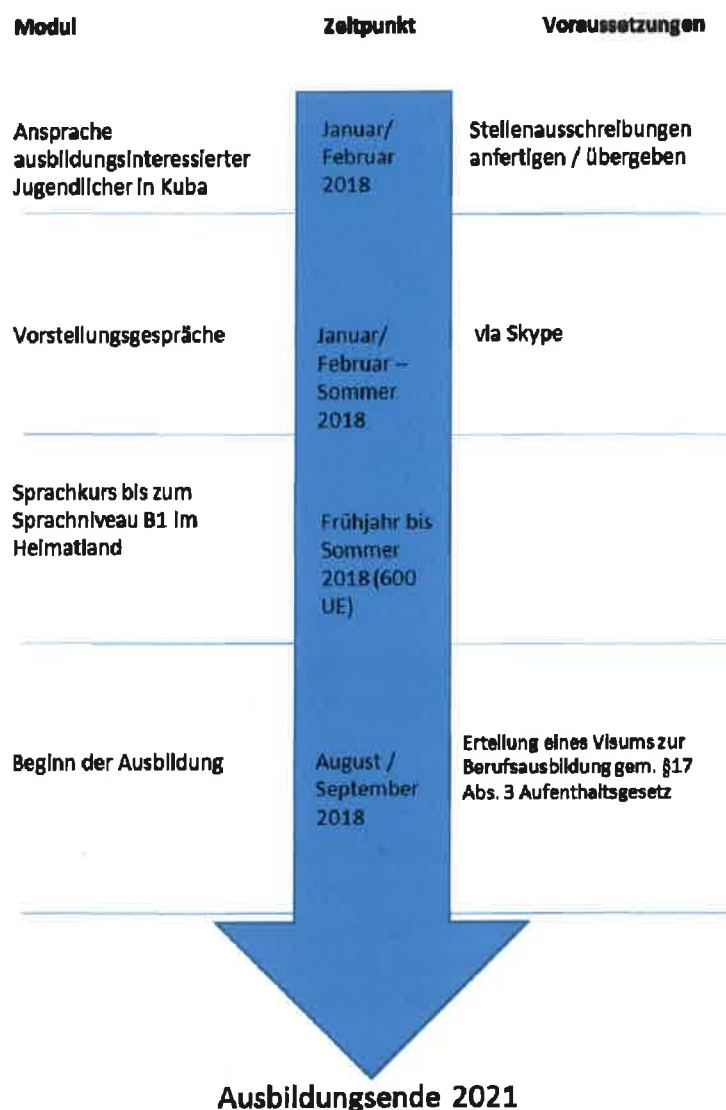 Modul Zeitpunkt Voraussetzungen
Ansprache
ausbildungsinteressierter
Jugendlicher in Kuba
Januar/
Februar
2018
Stellenausschreibungen
anfertigen / übergeben
Vorstellungsgespräche
Januar/
Februar –
Sommer
2018
via Skype
Sprachkurs bis zum
Sprachniveau B1 im
Heimatland
Frühjahr bis
Sommer
2018 (600
UE)
Beginn der Ausbildung
August /
September
2018
Erteilung eines Visums zur
Berufsausbildung gem. §17
Abs. 3 Aufenthaltsgesetz
Ausbildungsende 2021